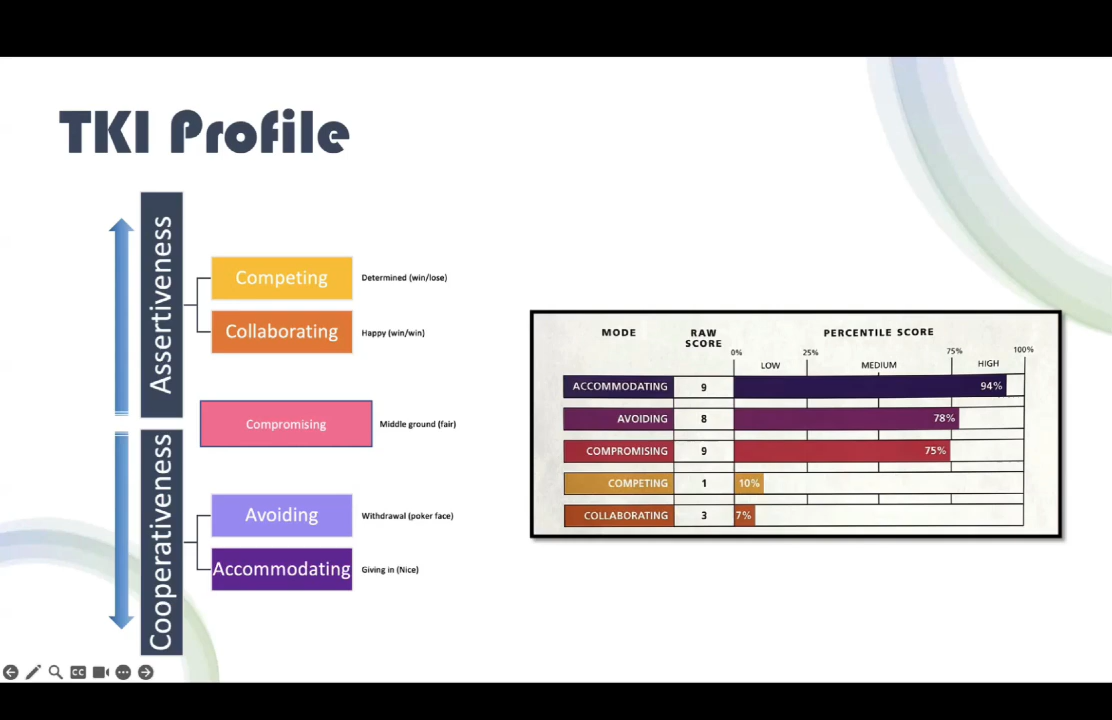 TKI Profile
Assertiveness
Competing
Determined (win/lose)
Collaborating
Happy (win/win)
Compromising
Middle ground (fair)
Cooperativeness
Avoiding
Withdrawal (poker face)
Accommodating
Giving in (Nice)
MODE
RAW
SCORE
PERCENTILE SCORE
0%
25%
75%
100%
LOW
MEDIUM
HIGH
ACCOMMODATING 9 94%
AVOIDING 8 78%
COMPROMISING 9 75%
COMPETING 1 10%
COLLABORATING 3 7%
CC